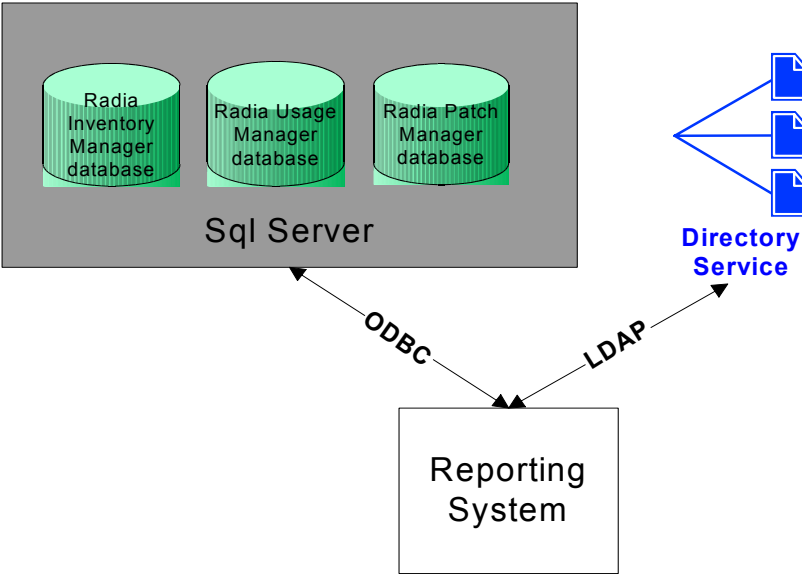 Radia
Inventory
Manager
database
Radia Usage
Manager
database
Radia Patch
Manager
database
Sql Server
Directory
Service
ODBC
LDAP
Reporting
System